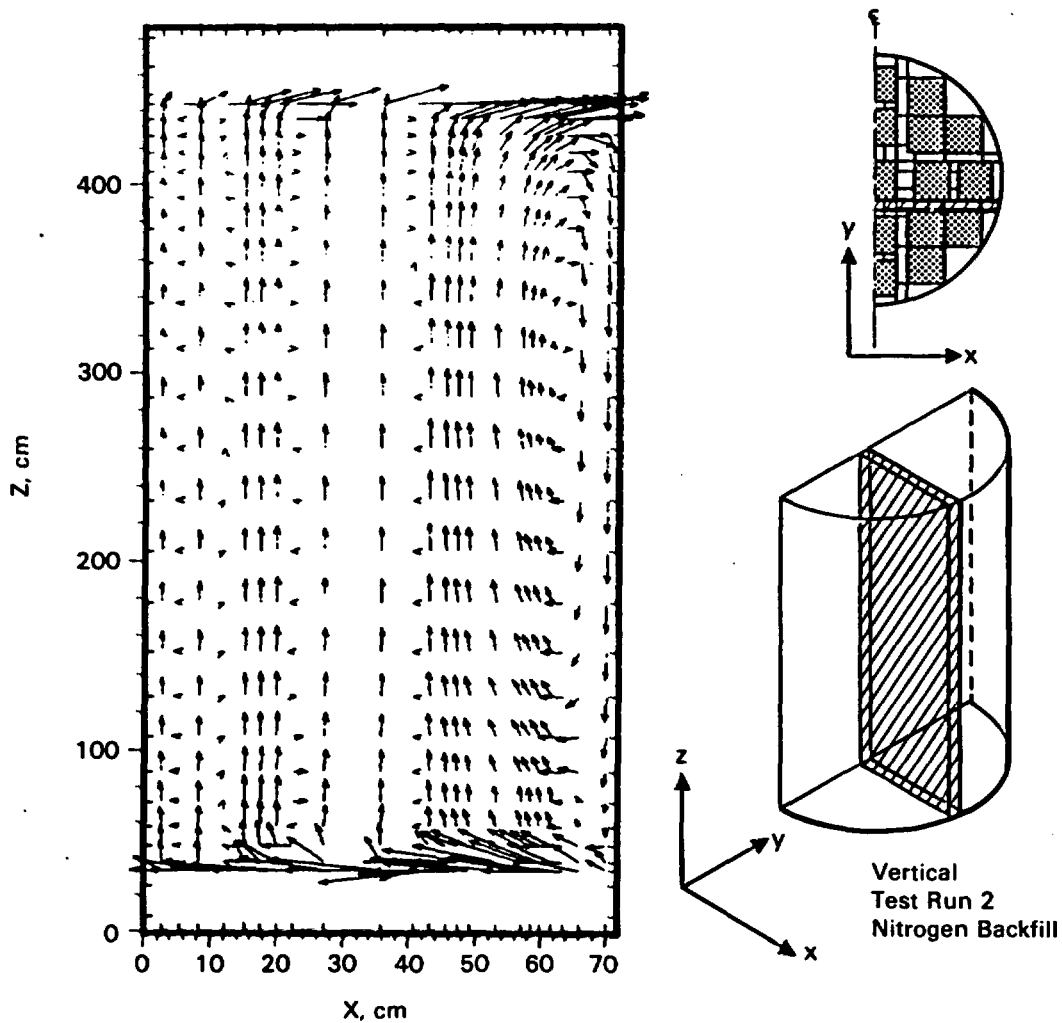 ℄
400
300
200
100
0
Z, cm
0 10 20 30 40 50 60 70
X, cm
y
x
z
y
x
Vertical
Test Run 2
Nitrogen Backfill